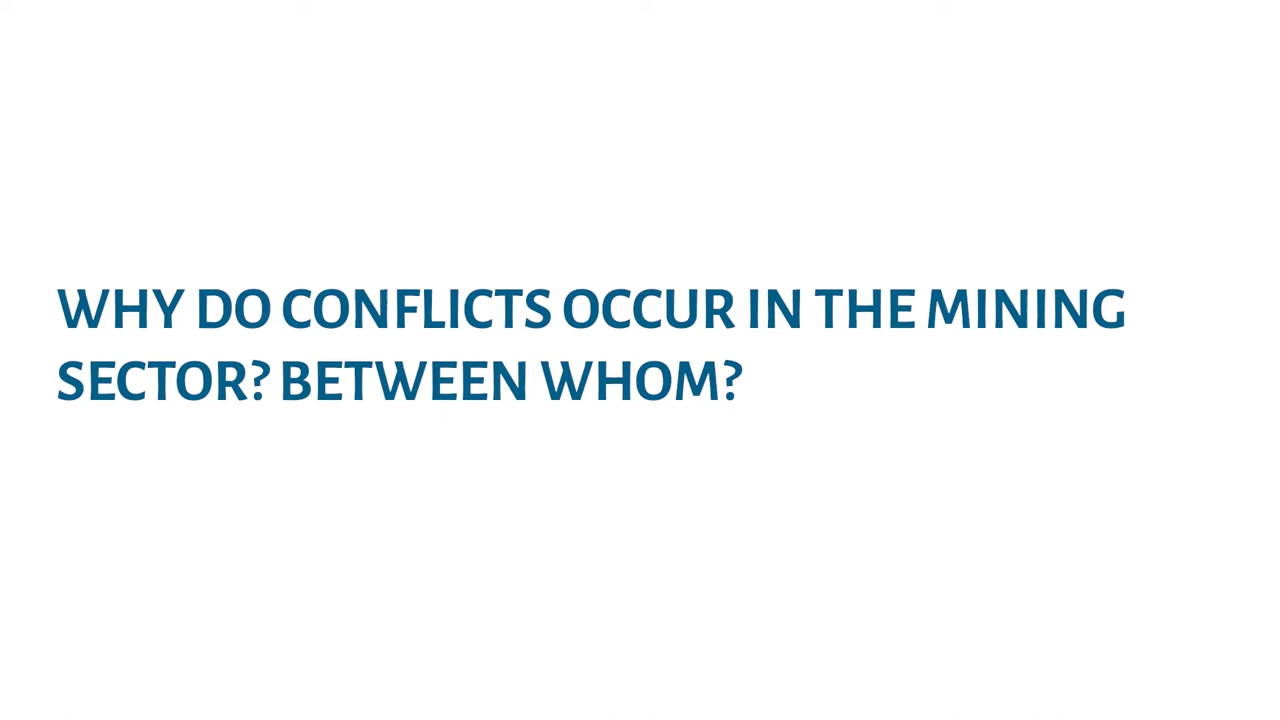 WHY DO CONFLICTS OCCUR IN THE MINING
SECTOR? BETWEEN WHOM?